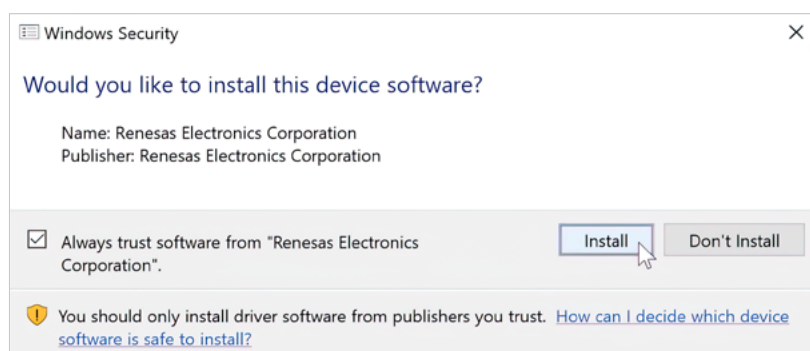 Windows Security
Would you like to install this device software?
Name: Renesas Electronics Corporation
Publisher: Renesas Electronics Corporation
Always trust software from "Renesas Electronics
Corporation".
Install
Don't Install
You should only install driver software from publishers you trust. How can I decide which device
software is safe to install?